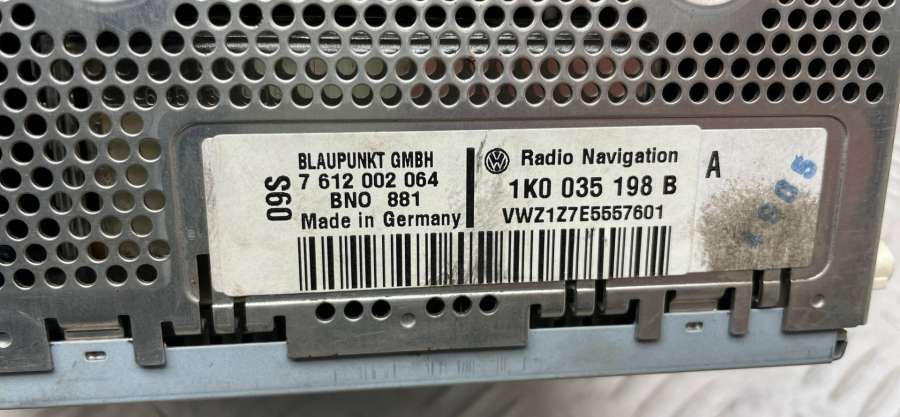 S60
BLAUPUNKT GMBH
7 612 002 064
BNO 881
Made in Germany
Radio Navigation
1K0 035 198 B
VWZ1Z7E5557601
A